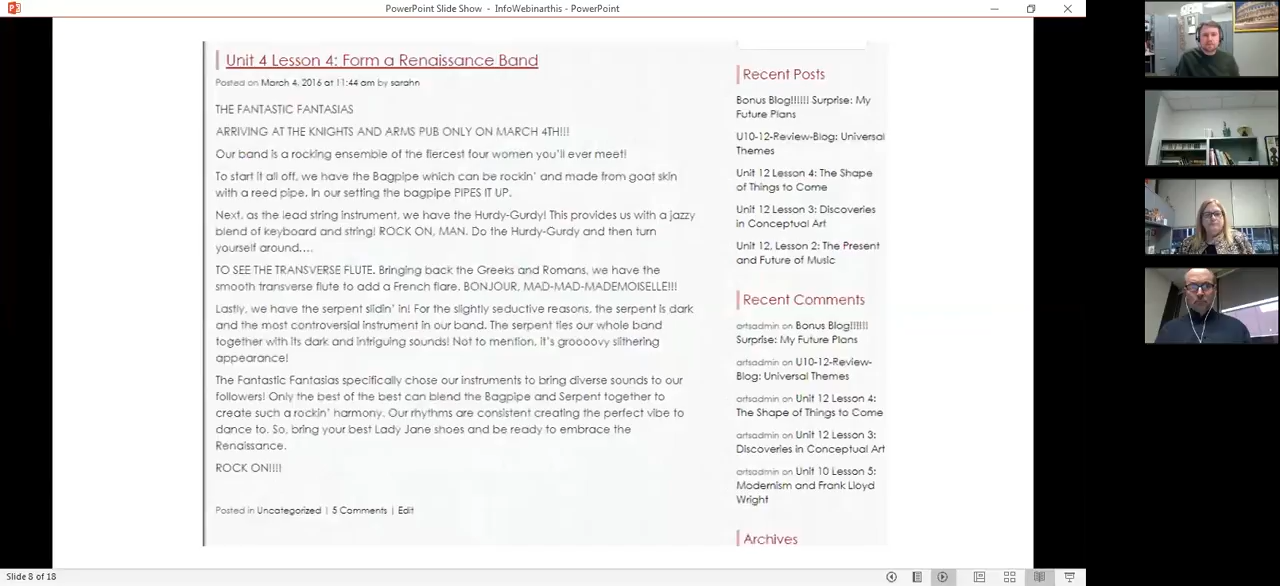 PowerPoint Slide Show - InfoWebinarthis - PowerPoint
Unit 4 Lesson 4: Form a Renaissance Band
Posted on March 4, 2016 at 11:44 am by sarahn
THE FANTASTIC FANTASIAS
ARRIVING AT THE KNIGHTS AND ARMS PUB ONLY ON MARCH 4TH!!!
Our band is a rocking ensemble of the fiercest four women you'll ever meet!
To start it all off, we have the Bagpipe which can be rockin' and made from goat skin
with a reed pipe. In our setting the bagpipe PIPES IT UP.
Next, as the lead string instrument, we have the Hurdy-Gurdy! This provides us with a jazzy
blend of keyboard and string! ROCK ON, MAN. Do the Hurdy-Gurdy and then turn
yourself around....
TO SEE THE TRANSVERSE FLUTE. Bringing back the Greeks and Romans, we have the
smooth transverse flute to add a French flare. BONJOUR, MAD-MAD-MADEMOISELLE!!!
Lastly, we have the serpent slidin' in! For the slightly seductive reasons, the serpent is dark
and the most controversial instrument in our band. The serpent ties our whole band
together with its dark and intriguing sounds! Not to mention, it's groooovy slithering
appearance!
The Fantastic Fantasias specifically chose our instruments to bring diverse sounds to our
followers! Only the best of the best can blend the Bagpipe and Serpent together to
create such a rockin' harmony. Our rhythms are consistent creating the perfect vibe to
dance to. So, bring your best Lady Jane shoes and be ready to embrace the
Renaissance.
ROCK ON!!!!
Posted in Uncategorized | 5 Comments | Edit
Recent Posts
Bonus Blog!!!!!! Surprise: My
Future Plans
U10-12-Review-Blog: Universal
Themes
Unit 12 Lesson 4: The Shape
of Things to Come
Unit 12 Lesson 3: Discoveries
in Conceptual Art
Unit 12, Lesson 2: The Present
and Future of Music
Recent Comments
artsadmin on Bonus Blog!!!!!!
Surprise: My Future Plans
artsadmin on U10-12-Review-
Blog: Universal Themes
artsadmin on Unit 12 Lesson 4:
The Shape of Things to Come
artsadmin on Unit 12 Lesson 3:
Discoveries in Conceptual Art
artsadmin on Unit 10 Lesson 5:
Modernism and Frank Lloyd
Wright
Archives
Slide 8 of 18